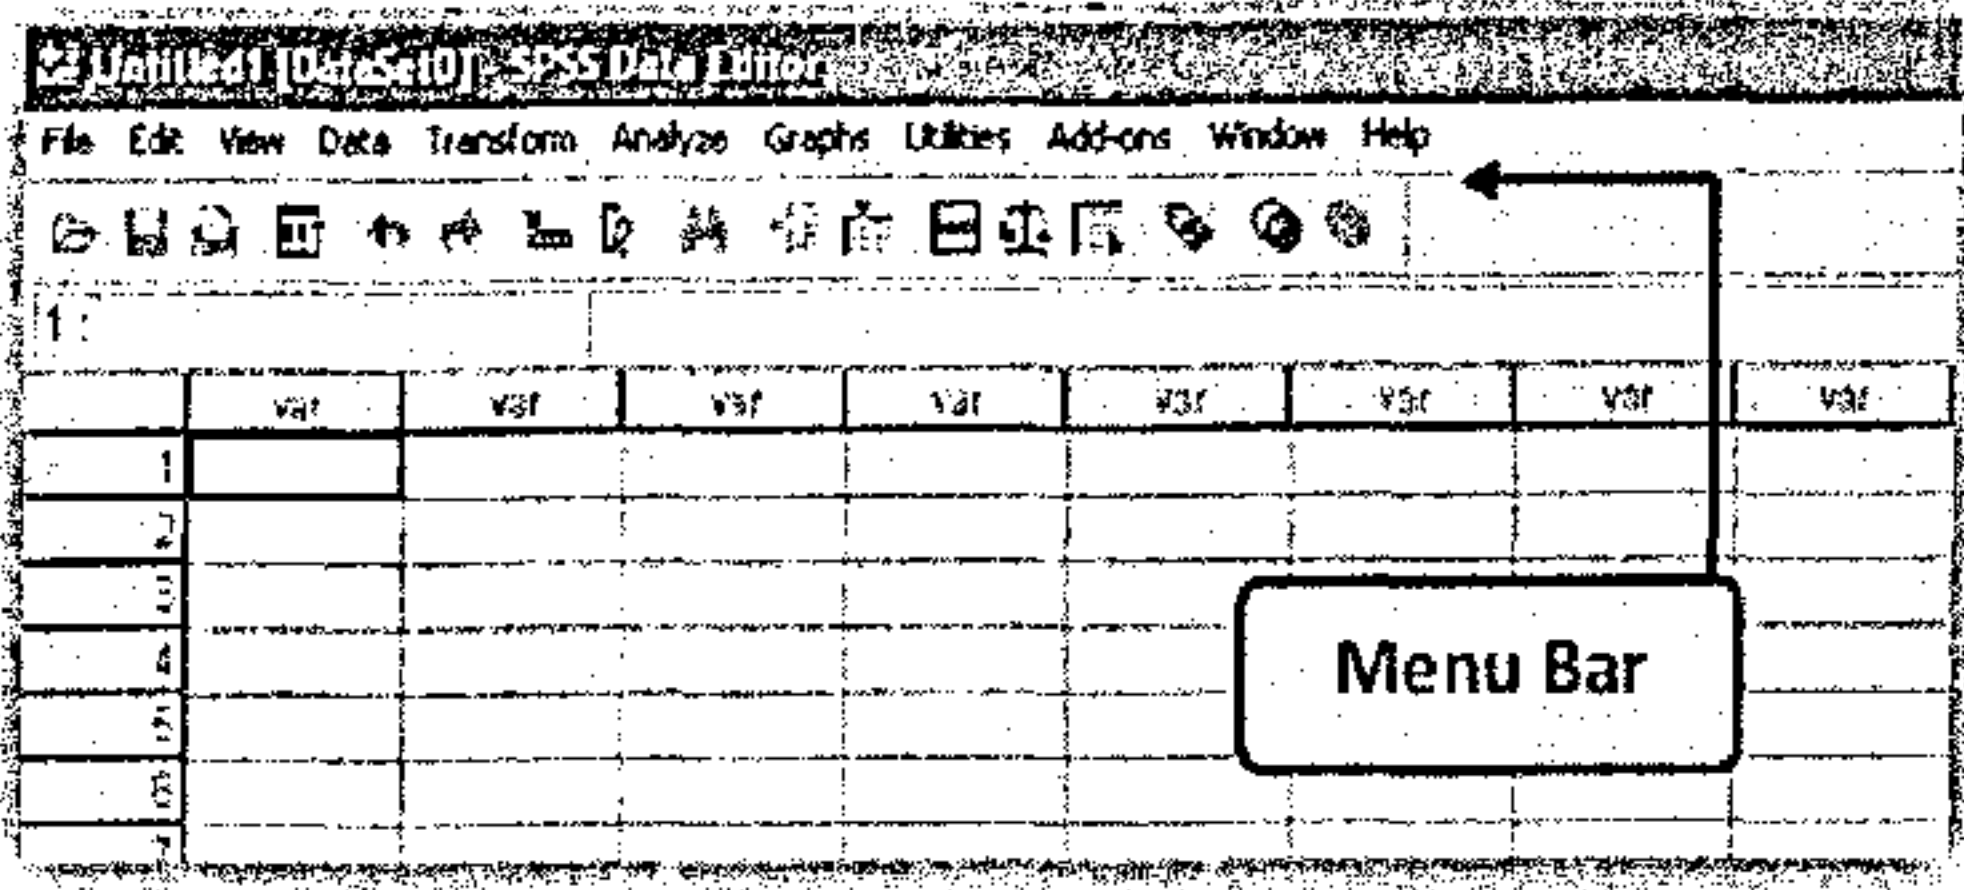 Untitled1 [DataSet0] - SPSS Data Editor
File Edit View Data Transform Analyze Graphs Utilities Add-ons Window Help
1 :
var var var var var var var var
1
2
3
4
5
6
7
Menu Bar